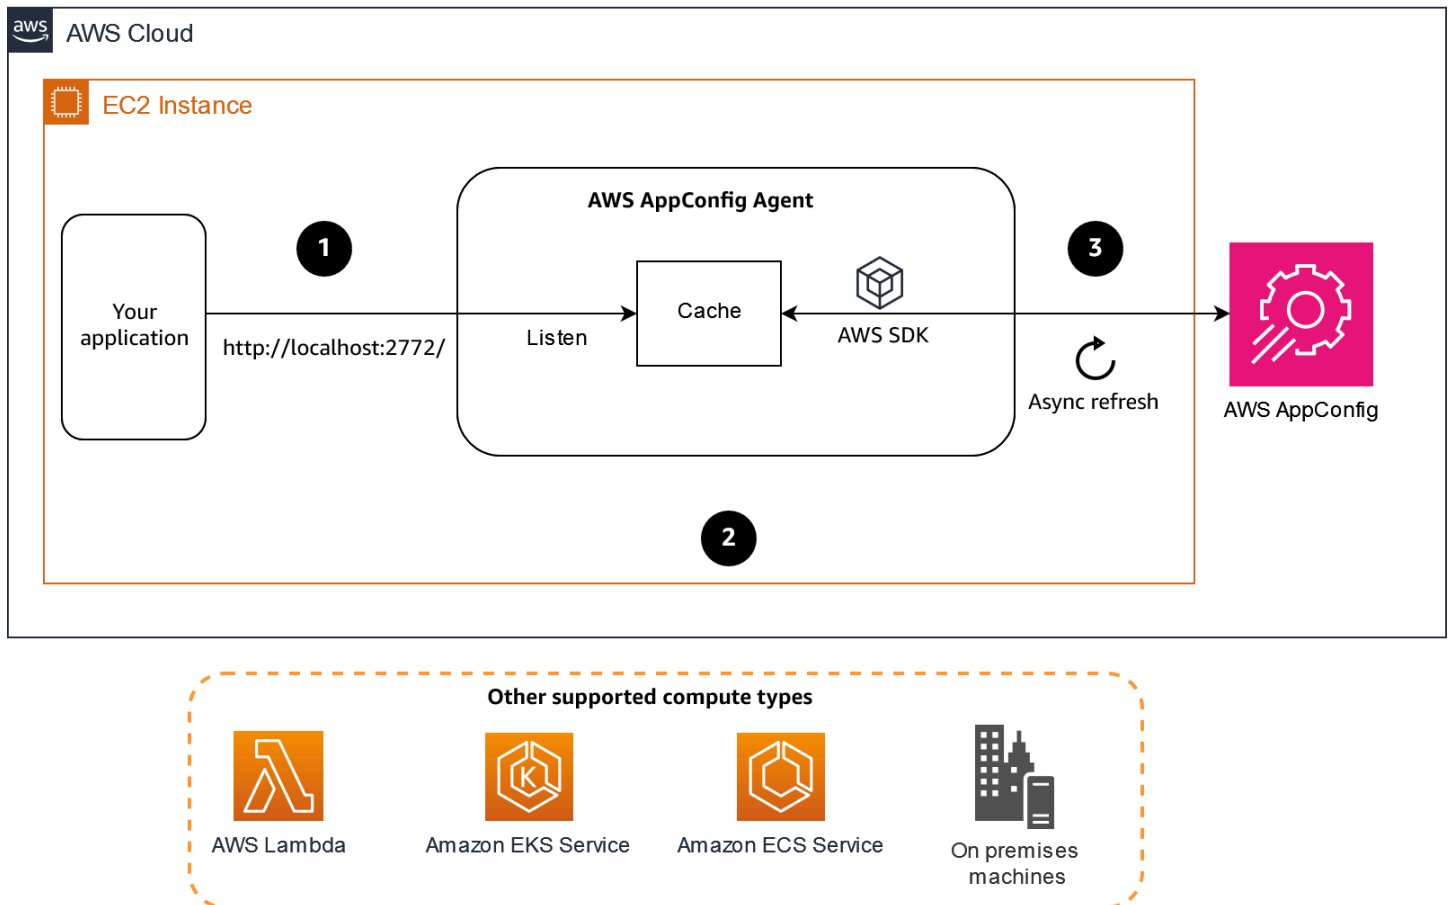 aws
AWS Cloud
EC2 Instance
AWS AppConfig Agent
1
3
Your
application
http://localhost:2772/
Listen
Cache
AWS SDK
Async refresh
AWS AppConfig
2
Other supported compute types
K
AWS Lambda
Amazon EKS Service
Amazon ECS Service
On premises
machines